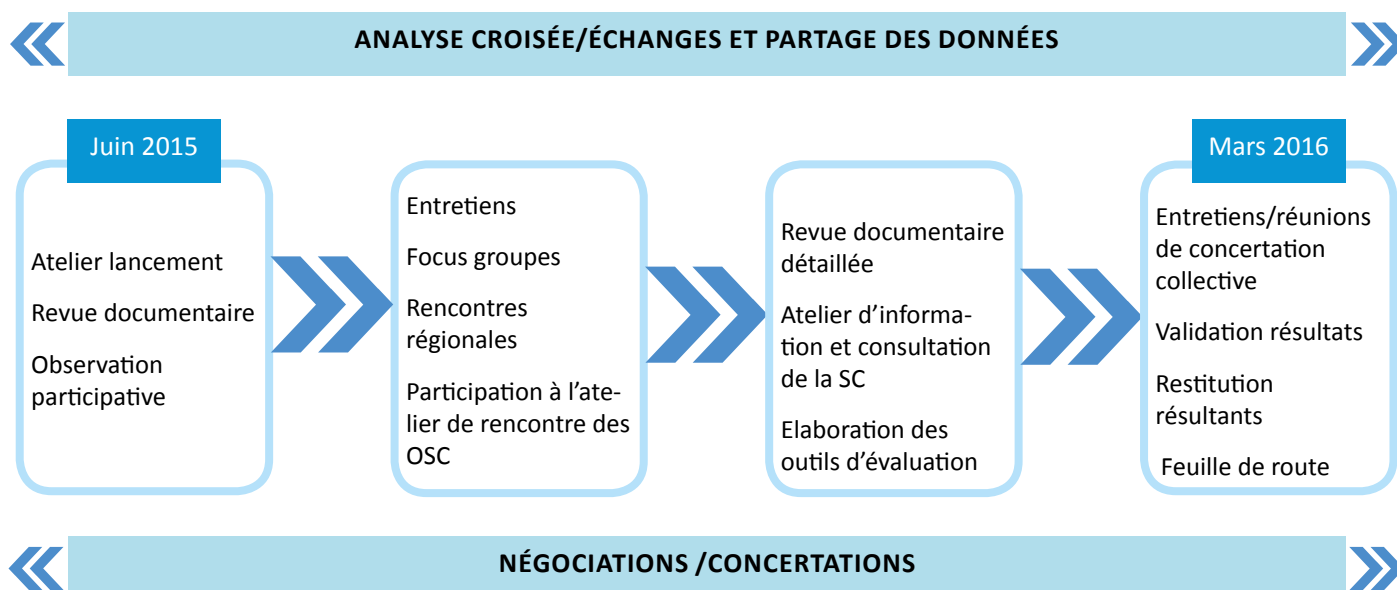 ANALYSE CROISÉE/ÉCHANGES ET PARTAGE DES DONNÉES
Juin 2015
Atelier lancement
Revue documentaire
Observation
participative
Entretiens
Focus groupes
Rencontres
régionales
Participation à l'ate-
lier de rencontre des
OSC
Revue documentaire
détaillée
Atelier d'informa-
tion et consultation
de la SC
Elaboration des
outils d'évaluation
Mars 2016
Entretiens/réunions
de concertation
collective
Validation résultats
Restitution
résultants
Feuille de route
NÉGOCIATIONS /CONCERTATIONS